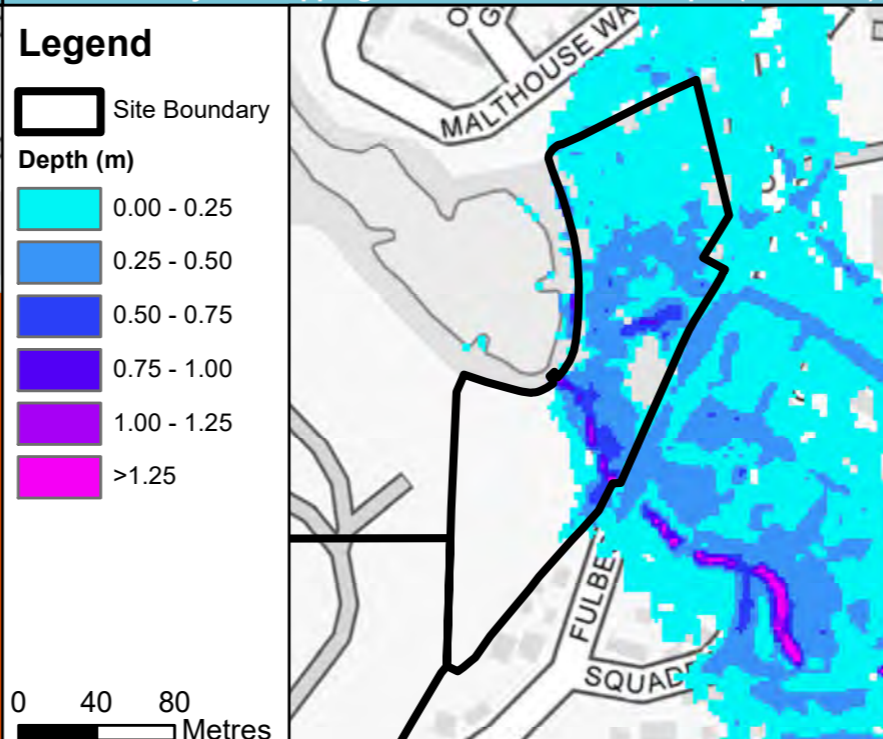 Legend
Site Boundary
Depth (m)
0.00 - 0.25
0.25 - 0.50
0.50 - 0.75
0.75 - 1.00
1.00 - 1.25
>1.25
0 40 80
Metres
MALTHOUSE WA
FULBE
SQUAD